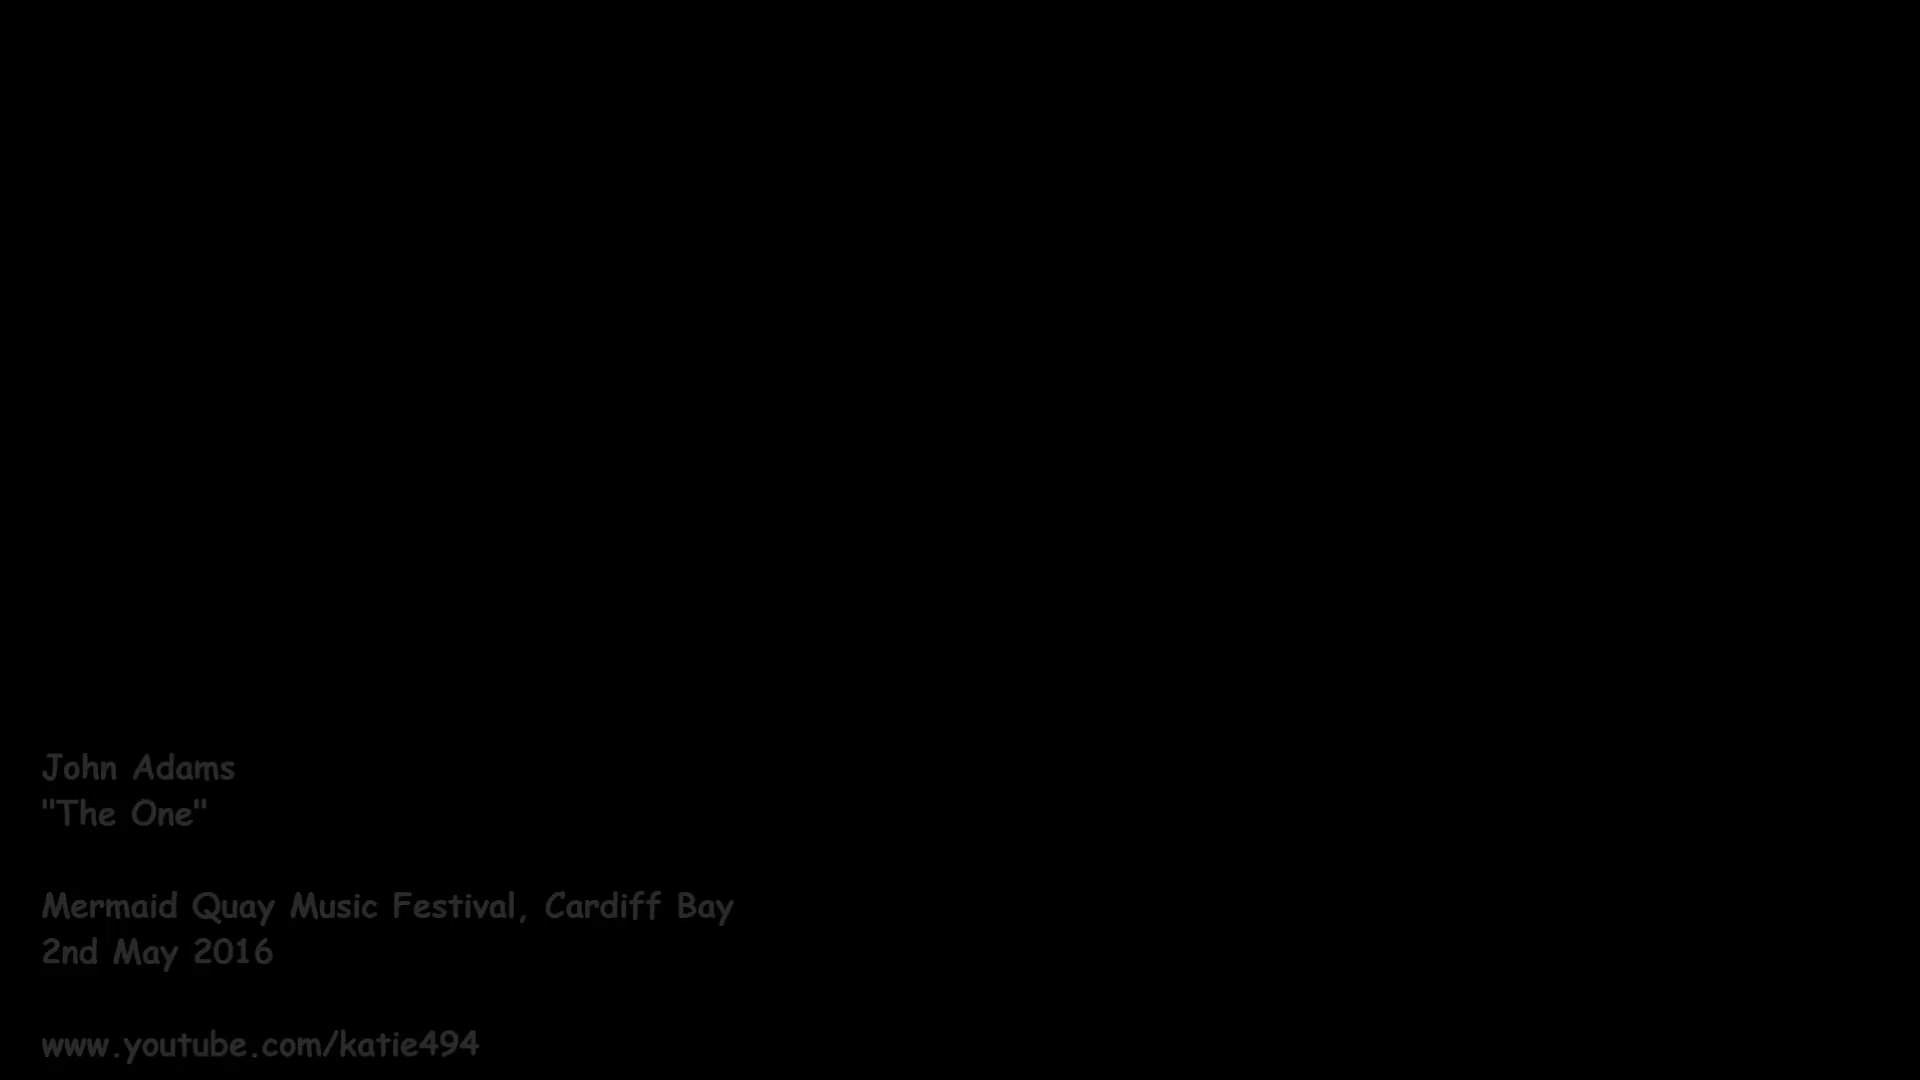 John Adams
"The One"
Mermaid Quay Music Festival, Cardiff Bay
2nd May 2016
www.youtube.com/katie494